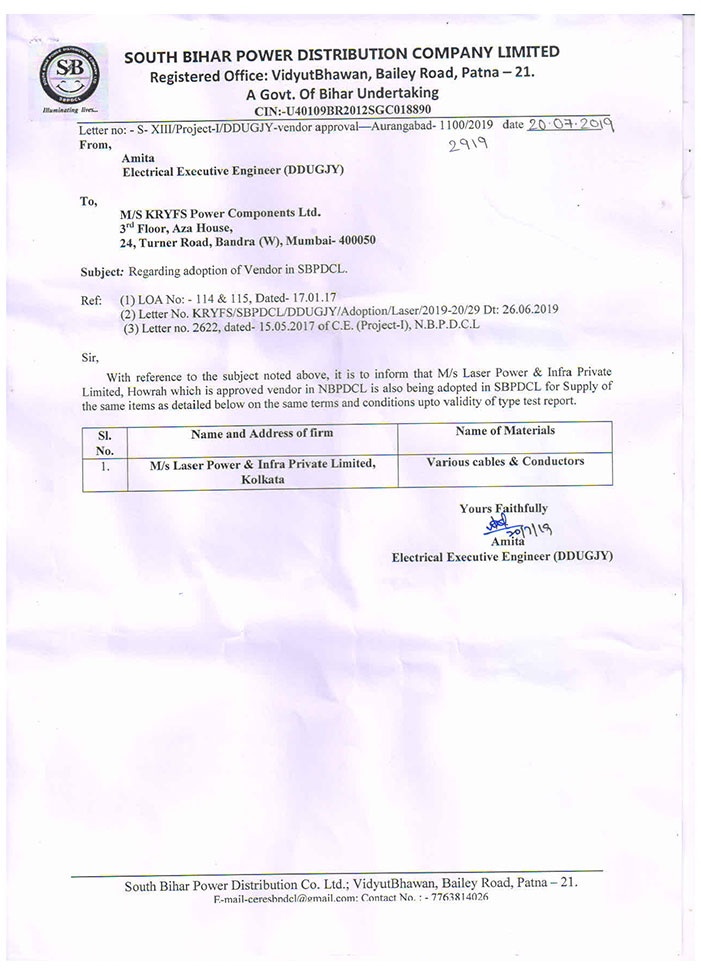 SOUTH BIHAR POWER DISTRIBUTION COMPANY LIMITED
SBPDCL
Illuminating lives...
Registered Office: VidyutBhawan, Bailey Road, Patna – 21.
A Govt. Of Bihar Undertaking
CIN:-U40109BR2012SGC018890
Letter no: - S- XIII/Project-I/DDUGJY-vendor approval—Aurangabad- 1100/2019 date 20-07-2019
2919
From,
Amita
Electrical Executive Engineer (DDUGJY)
To,
M/S KRYFS Power Components Ltd.
3rd Floor, Aza House,
24, Turner Road, Bandra (W), Mumbai- 400050
Subject: Regarding adoption of Vendor in SBPDCL.
Ref: (1) LOA No: - 114 & 115, Dated- 17.01.17
(2) Letter No. KRYFS/SBPDCL/DDUGJY/Adoption/Laser/2019-20/29 Dt: 26.06.2019
(3) Letter no. 2622, dated- 15.05.2017 of C.E. (Project-I), N.B.P.D.C.L
Sir,
With reference to the subject noted above, it is to inform that M/s Laser Power & Infra Private
Limited, Howrah which is approved vendor in NBPDCL is also being adopted in SBPDCL for Supply of
the same items as detailed below on the same terms and conditions upto validity of type test report.
Sl. No. Name and Address of firm Name of Materials
1. M/s Laser Power & Infra Private Limited, Various cables & Conductors
Kolkata
Yours Faithfully
20/7/19
Amita
Electrical Executive Engineer (DDUGJY)
South Bihar Power Distribution Co. Ltd.; VidyutBhawan, Bailey Road, Patna – 21.
E-mail-ceresbpdcl@gmail.com; Contact No. : - 7763814026